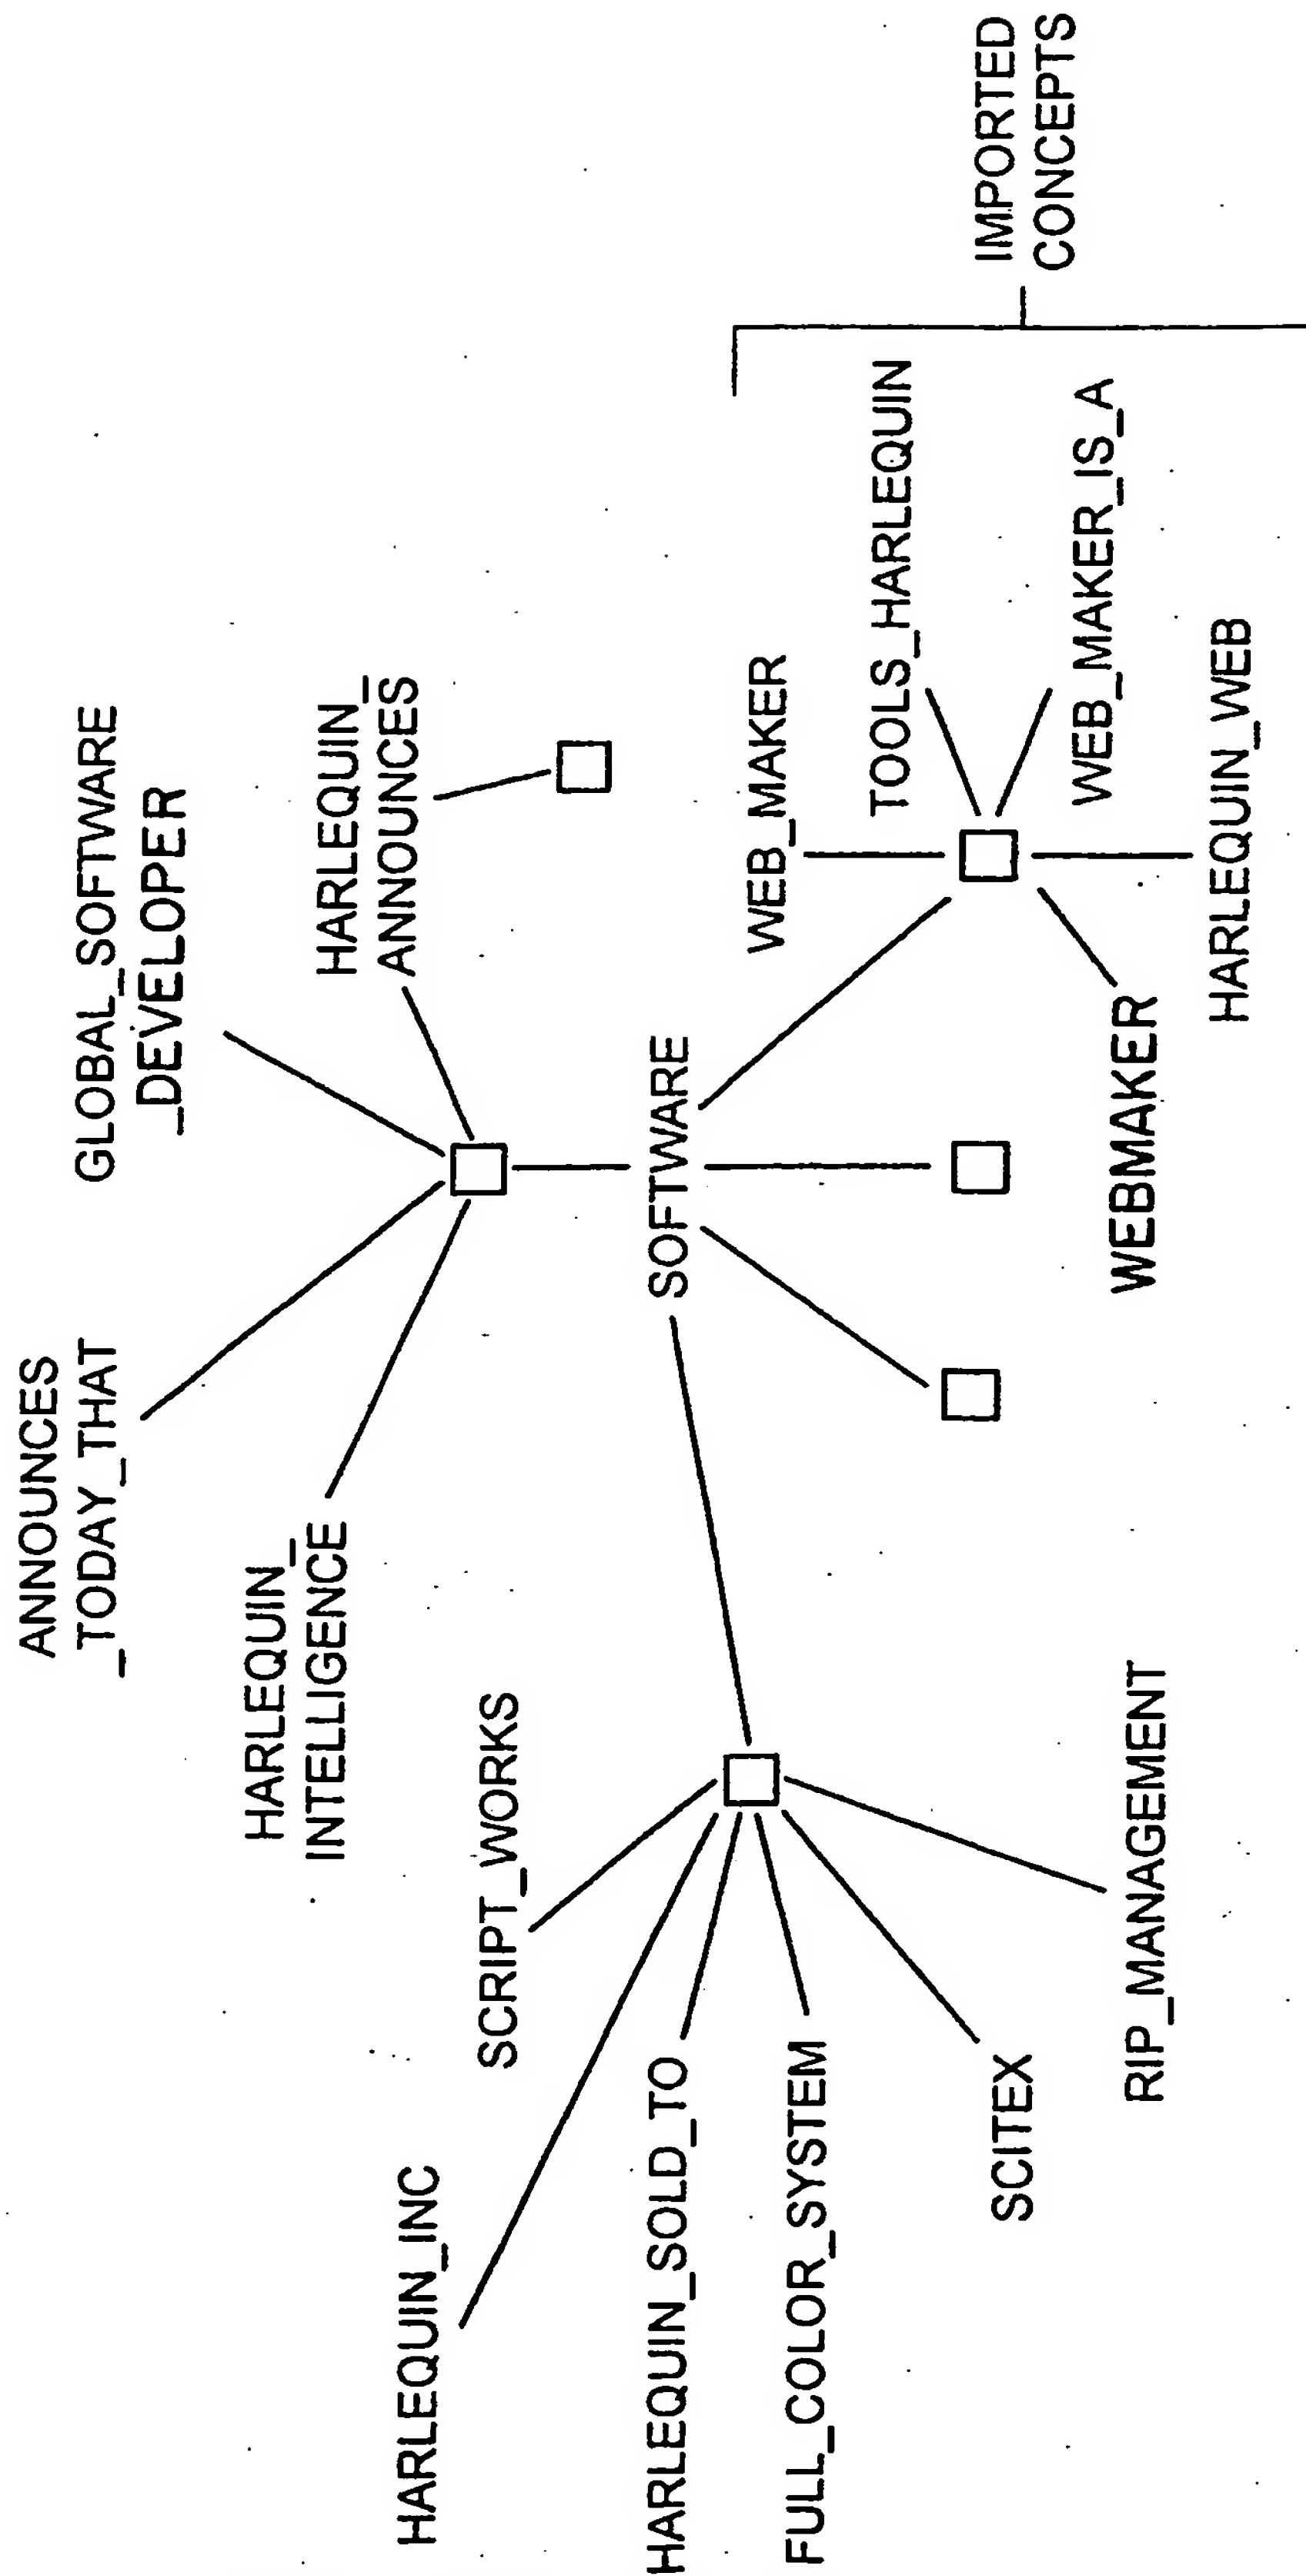 ANNOUNCES
_TODAY_THAT
GLOBAL_SOFTWARE
_DEVELOPER
HARLEQUIN_
INTELLIGENCE
HARLEQUIN_
ANNOUNCES
HARLEQUIN_INC
SCRIPT_WORKS
HARLEQUIN_SOLD_TO
SOFTWARE
WEB_MAKER
FULL_COLOR_SYSTEM
TOOLS_HARLEQUIN
IMPORTED
CONCEPTS
SCITEX
WEB_MAKER_IS_A
RIP_MANAGEMENT
WEBMAKER
HARLEQUIN_WEB